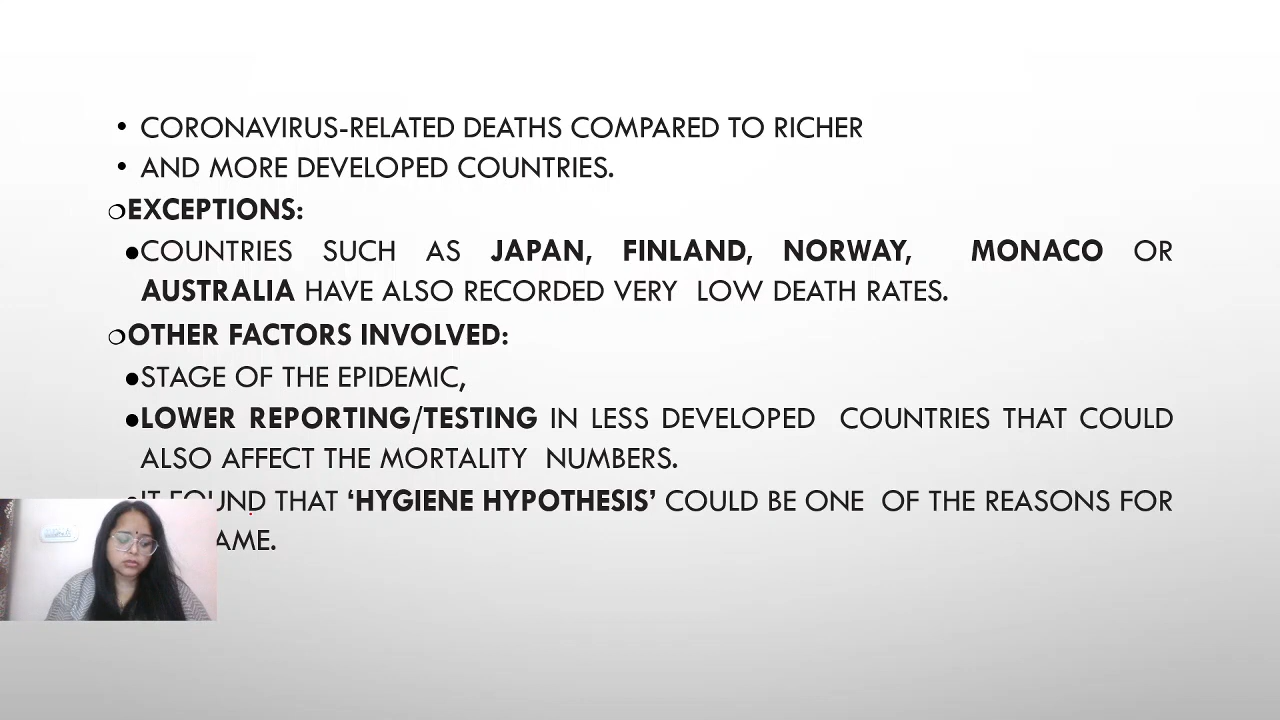 • CORONAVIRUS-RELATED DEATHS COMPARED TO RICHER
• AND MORE DEVELOPED COUNTRIES.
❍EXCEPTIONS:
●COUNTRIES SUCH AS JAPAN, FINLAND, NORWAY, MONACO OR
AUSTRALIA HAVE ALSO RECORDED VERY LOW DEATH RATES.
❍OTHER FACTORS INVOLVED:
●STAGE OF THE EPIDEMIC,
●LOWER REPORTING/TESTING IN LESS DEVELOPED COUNTRIES THAT COULD
ALSO AFFECT THE MORTALITY NUMBERS.
●IT FOUND THAT ‘HYGIENE HYPOTHESIS’ COULD BE ONE OF THE REASONS FOR
AME.